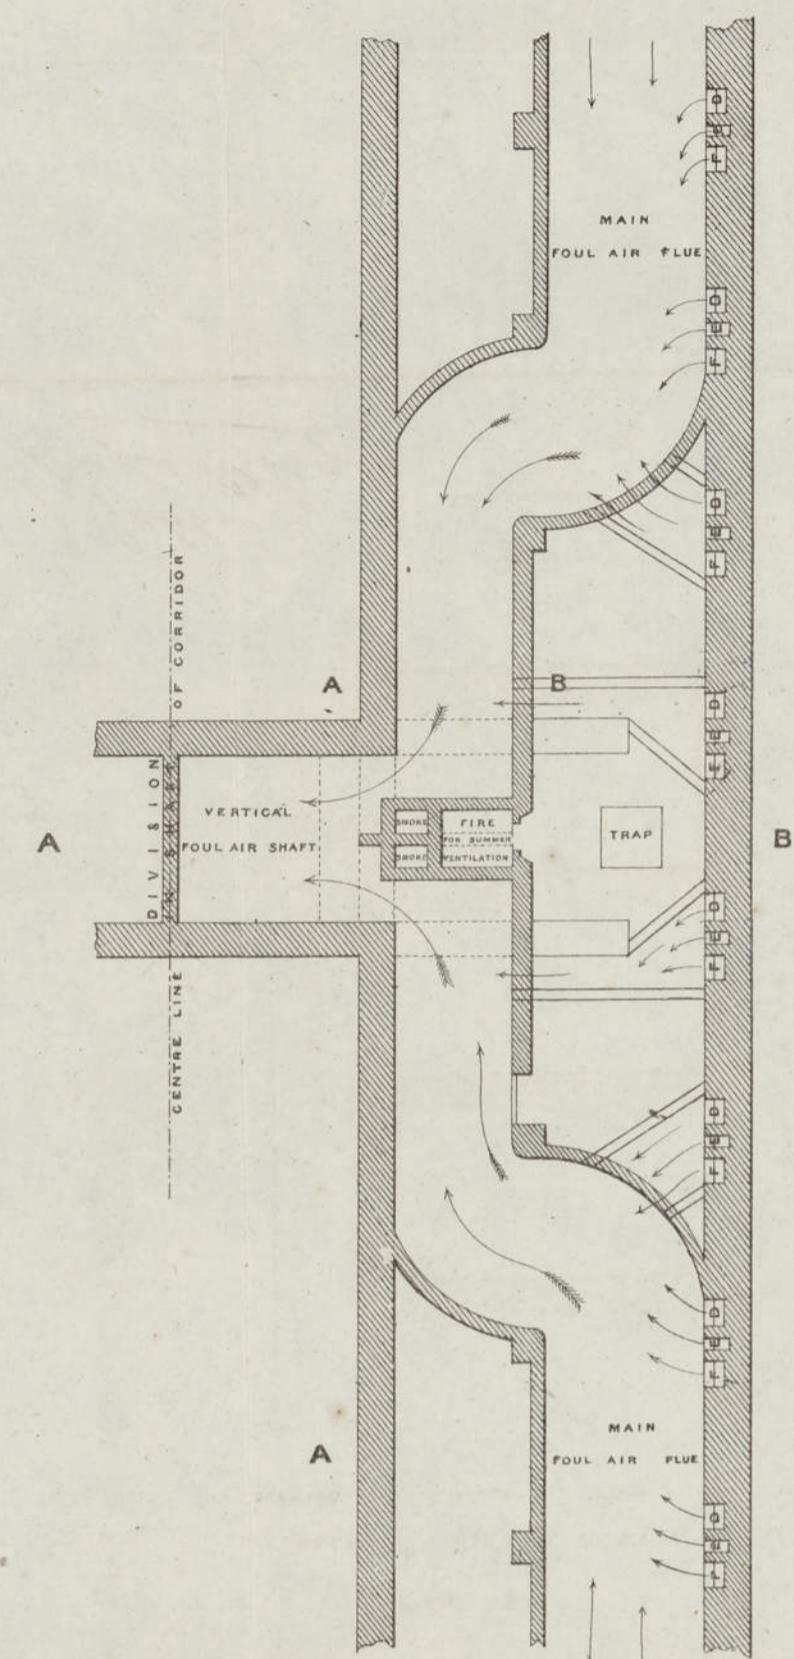 D
E
F
MAIN
FOUL AIR FLUE
D
E
F
D
E
F
OF CORRIDOR
A
B
D
E
E
DIVISION
IN SHAFT
VERTICAL
FOUL AIR SHAFT
SMOKE
SMOKE
FIRE
FOR SUMMER
VENTILATION
TRAP
A
B
D
E
F
CENTRE LINE
D
E
F
D
E
F
MAIN
FOUL AIR FLUE
A
D
E
F